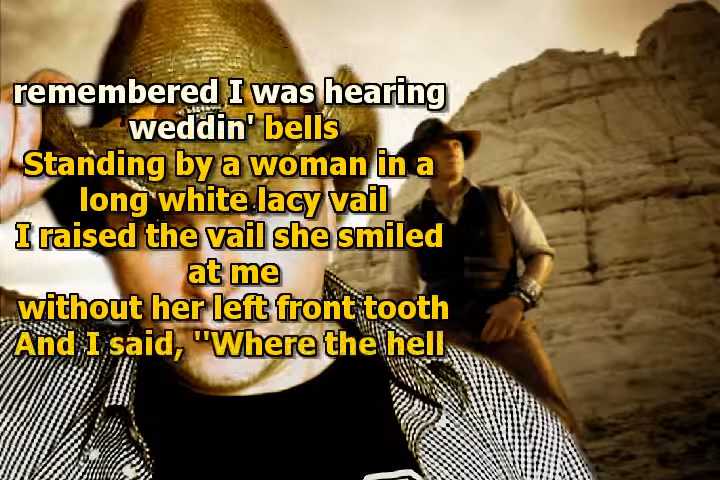 remembered I was hearing
weddin' bells
Standing by a woman in a
long white lacy vail
I raised the vail she smiled
at me
without her left front tooth
And I said, "Where the hell